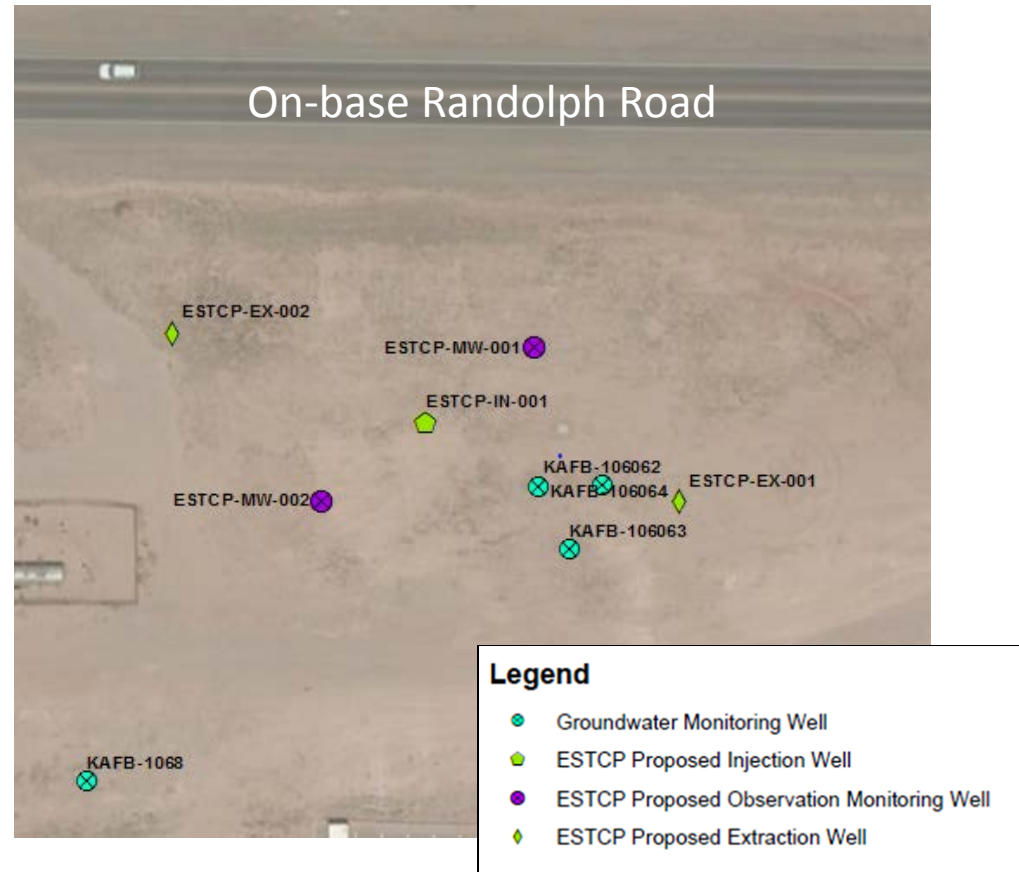 On-base Randolph Road
ESTCP-EX-002
ESTCP-MW-001
ESTCP-IN-001
KAFB-106062
ESTCP-EX-001
KAFB-106064
ESTCP-MW-002
KAFB-106063
KAFB-1068
Legend
Groundwater Monitoring Well
ESTCP Proposed Injection Well
ESTCP Proposed Observation Monitoring Well
ESTCP Proposed Extraction Well